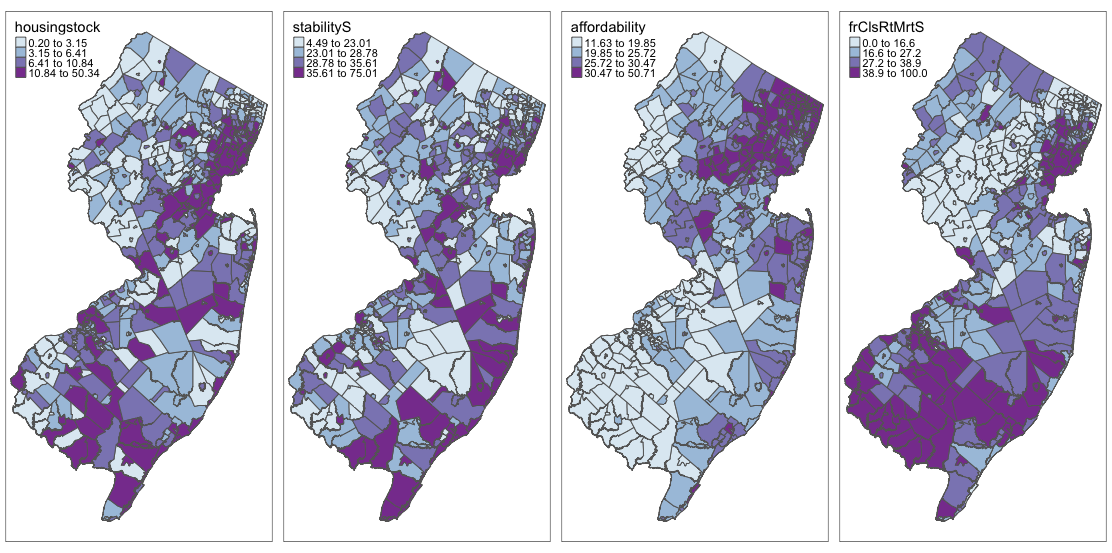 housingstock
0.20 to 3.15
3.15 to 6.41
6.41 to 10.84
10.84 to 50.34
stabilityS
4.49 to 23.01
23.01 to 28.78
28.78 to 35.61
35.61 to 75.01
affordability
11.63 to 19.85
19.85 to 25.72
25.72 to 30.47
30.47 to 50.71
frClsRtMrtS
0.0 to 16.6
16.6 to 27.2
27.2 to 38.9
38.9 to 100.0